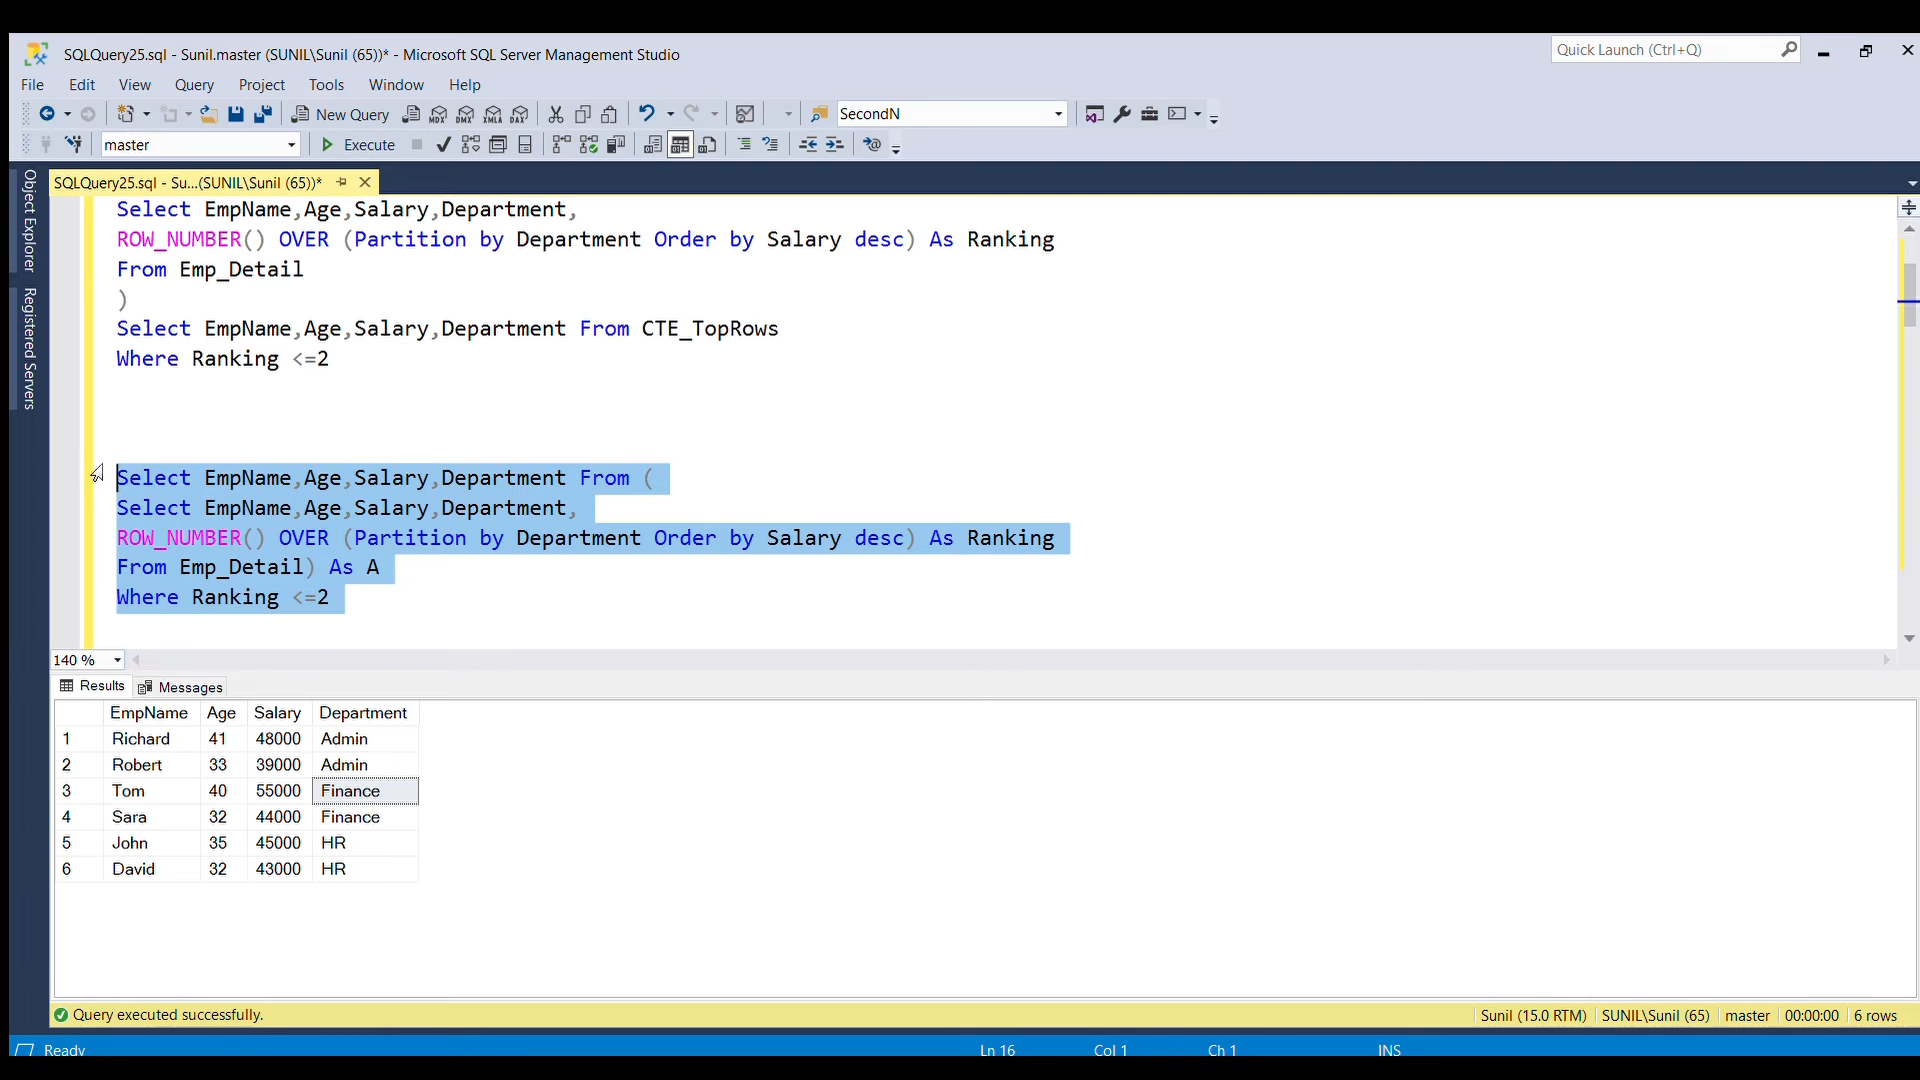 SQLQuery25.sql - Sunil.master (SUNIL\Sunil (65))* - Microsoft SQL Server Management Studio
Quick Launch (Ctrl+Q)
File Edit View Query Project Tools Window Help
New Query MDX DMX XMLA DAX SecondN
master Execute
Object Explorer
Registered Servers
SQLQuery25.sql - Su...(SUNIL\Sunil (65))*
Select EmpName,Age,Salary,Department,
ROW_NUMBER() OVER (Partition by Department Order by Salary desc) As Ranking
From Emp_Detail
)
Select EmpName,Age,Salary,Department From CTE_TopRows
Where Ranking <=2
Select EmpName,Age,Salary,Department From (
Select EmpName,Age,Salary,Department,
ROW_NUMBER() OVER (Partition by Department Order by Salary desc) As Ranking
From Emp_Detail) As A
Where Ranking <=2
140 %
Results Messages
EmpName Age Salary Department
1 Richard 41 48000 Admin
2 Robert 33 39000 Admin
3 Tom 40 55000 Finance
4 Sara 32 44000 Finance
5 John 35 45000 HR
6 David 32 43000 HR
Query executed successfully. Sunil (15.0 RTM) SUNIL\Sunil (65) master 00:00:00 6 rows
Ready Ln 16 Col 1 Ch 1 INS